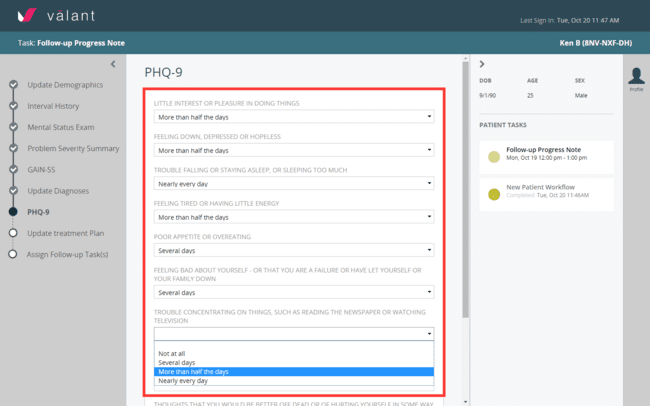 valant
Last Sign in: Tue, Oct 20 11:47 AM
Task: Follow-up Progress Note
Ken B (8NV-NXF-DH)
Update Demographics
Interval History
Mental Status Exam
Problem Severity Summary
GAIN-SS
Update Diagnoses
PHQ-9
Update treatment Plan
Assign Follow-up Task(s)
PHQ-9
LITTLE INTEREST OR PLEASURE IN DOING THINGS
More than half the days
FEELING DOWN, DEPRESSED OR HOPELESS
More than half the days
TROUBLE FALLING OR STAYING ASLEEP, OR SLEEPING TOO MUCH
Nearly every day
FEELING TIRED OR HAVING LITTLE ENERGY
More than half the days
POOR APPETITE OR OVEREATING
Several days
FEELING BAD ABOUT YOURSELF - OR THAT YOU ARE A FAILURE OR HAVE LET YOURSELF OR
YOUR FAMILY DOWN
Several days
TROUBLE CONCENTRATING ON THINGS, SUCH AS READING THE NEWSPAPER OR WATCHING
TELEVISION
Not at all
Several days
More than half the days
Nearly every day
THOUGHTS THAT YOU WOULD BE BETTER OFF DEAD OR OF HURTING YOURSELF IN SOME WAY
DOB AGE SEX
9/1/90 25 Male
PATIENT TASKS
Follow-up Progress Note
Mon, Oct 19 12:00 pm - 1:00 pm
New Patient Workflow
Completed: Tue, Oct 20 11:46AM
Profile